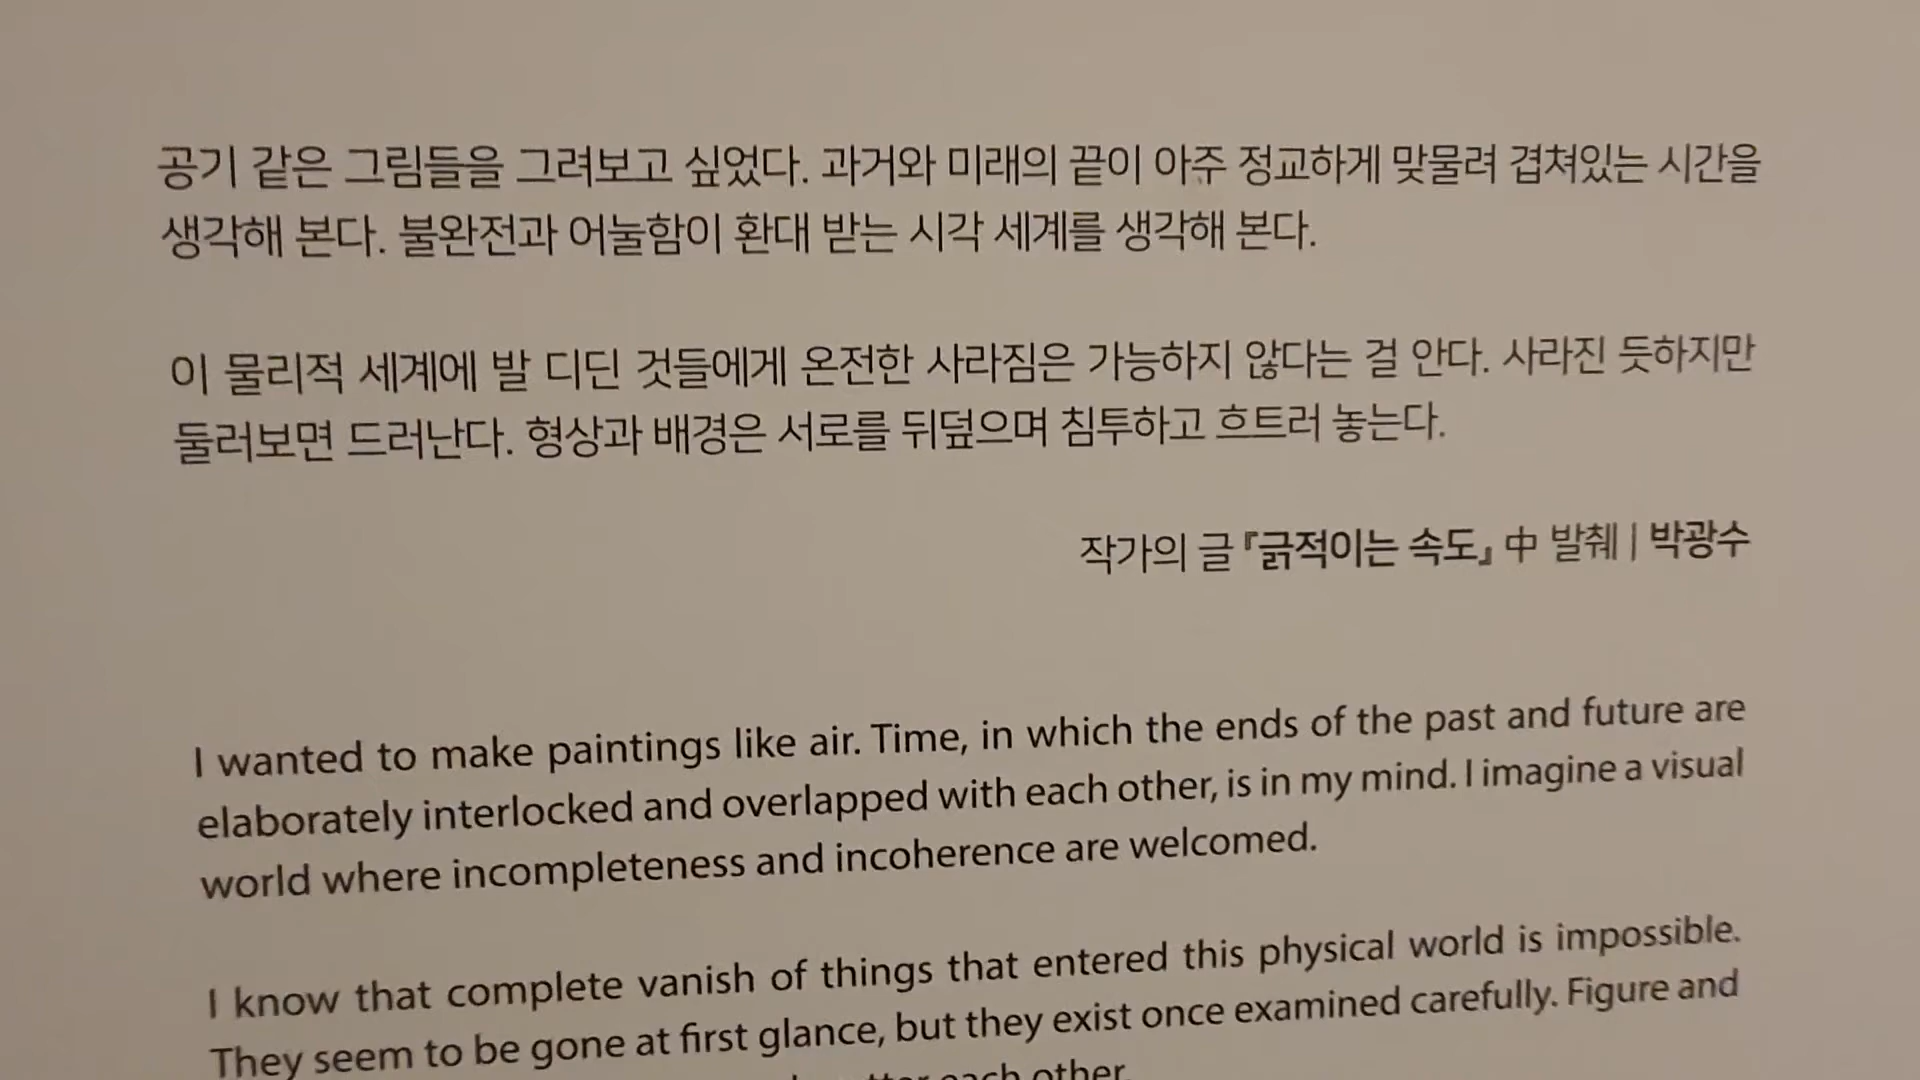 공기 같은 그림들을 그려보고 싶었다. 과거와 미래의 끝이 아주 정교하게 맞물려 겹쳐있는 시간을
생각해 본다. 불완전과 어눌함이 환대 받는 시각 세계를 생각해 본다.
이 물리적 세계에 발 디딘 것들에게 온전한 사라짐은 가능하지 않다는 걸 안다. 사라진 듯하지만
둘러보면 드러난다. 형상과 배경은 서로를 뒤덮으며 침투하고 흐트러 놓는다.
작가의 글 『긁적이는 속도』 中 발췌 | 박광수
I wanted to make paintings like air. Time, in which the ends of the past and future are
elaborately interlocked and overlapped with each other, is in my mind. I imagine a visual
world where incompleteness and incoherence are welcomed.
I know that complete vanish of things that entered this physical world is impossible.
They seem to be gone at first glance, but they exist once examined carefully. Figure and
each other.